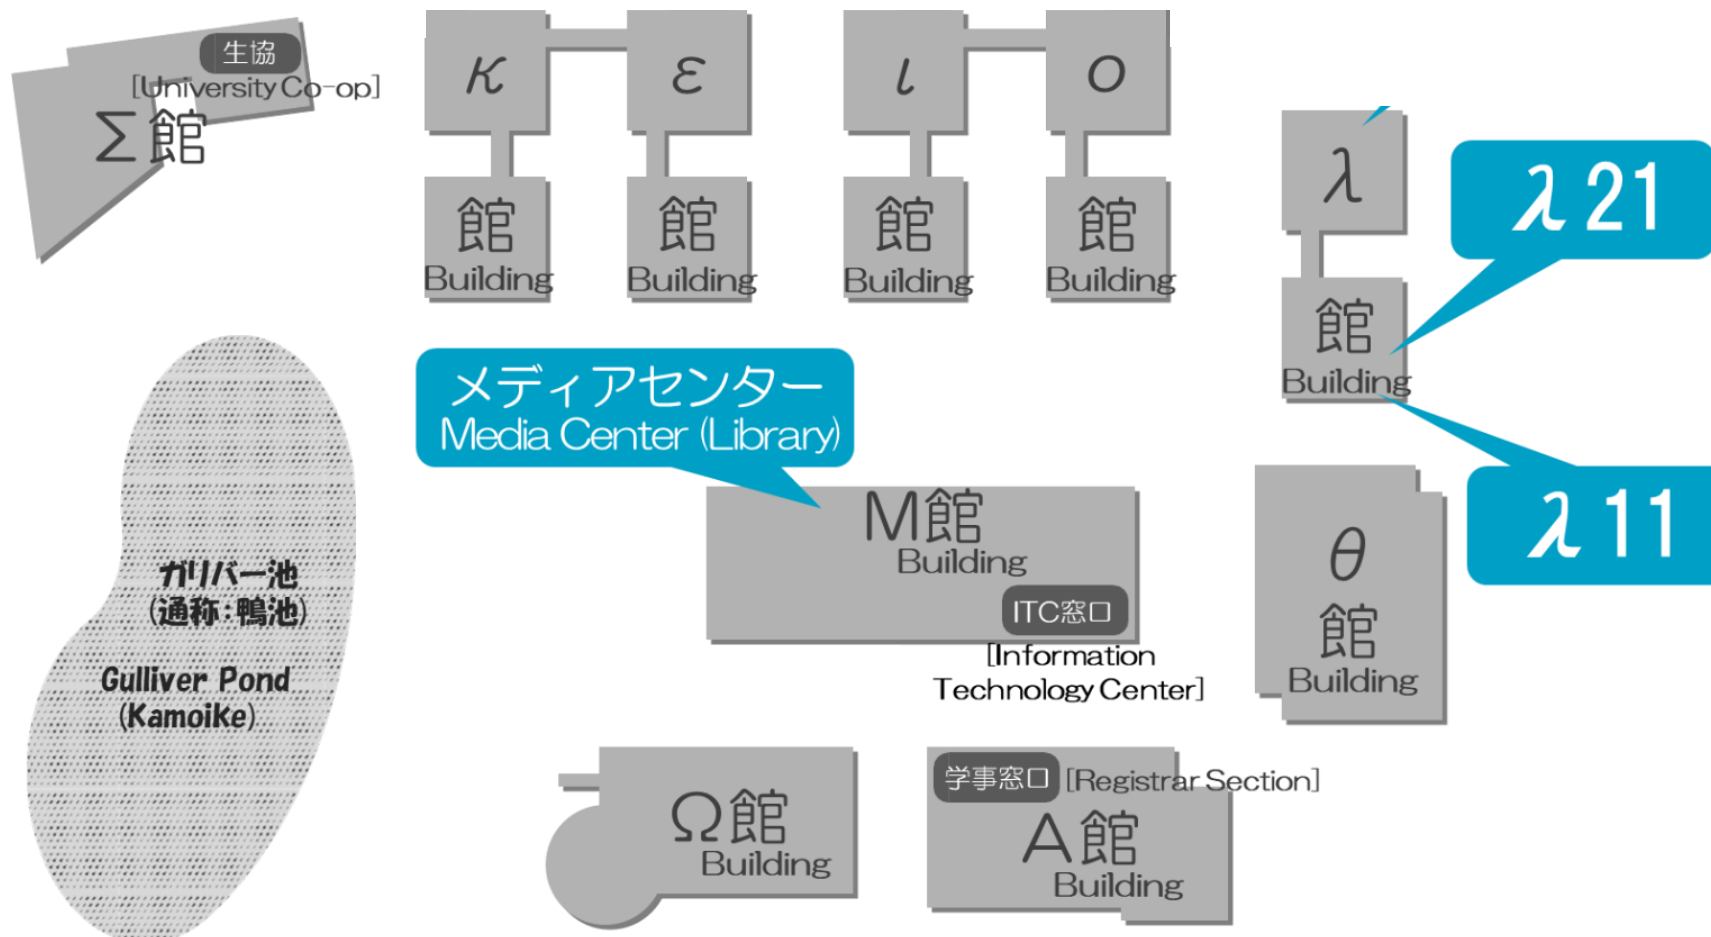 生協
[University Co-op]
Σ館
κ
館
Building
ε
館
Building
ι
館
Building
ο
館
Building
λ
館
Building
λ21
λ11
メディアセンター
Media Center (Library)
M館
Building
ITC窓口
[Information
Technology Center]
θ
館
Building
ガリバー池
(通称:鴨池)
Gulliver Pond
(Kamoike)
Ω館
Building
学事窓口 [Registrar Section]
A館
Building